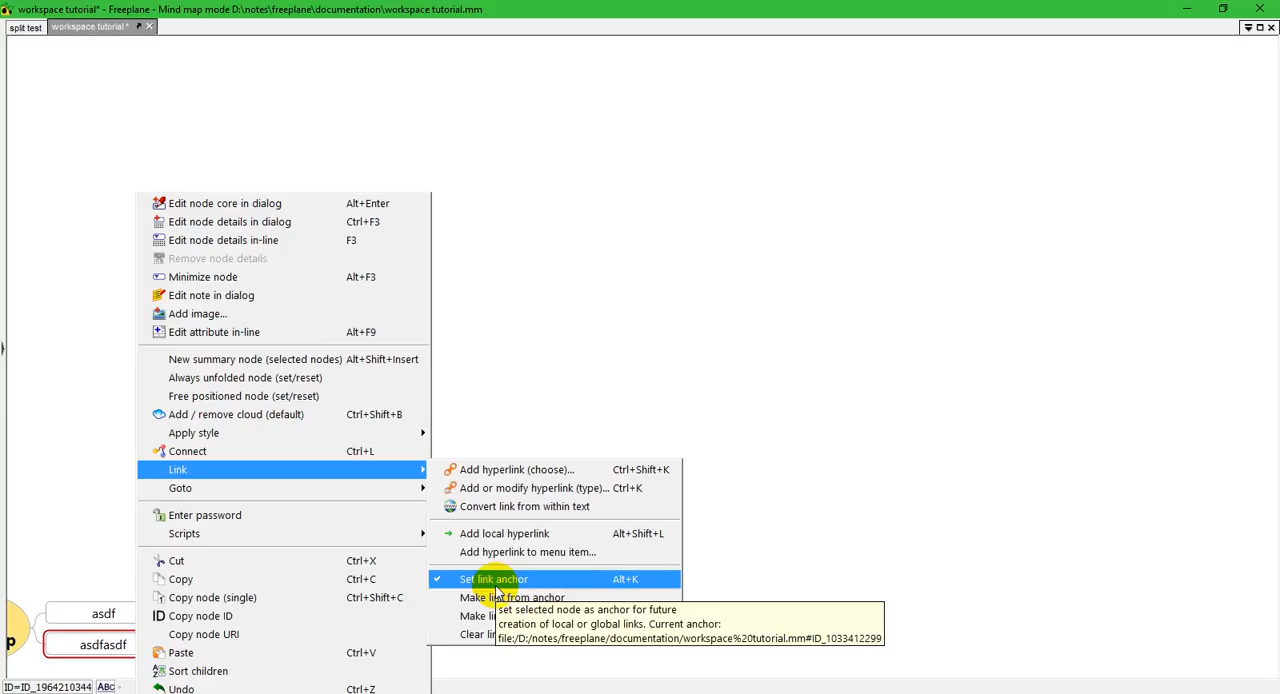 workspace tutorial* - Freeplane - Mind map mode D:\notes\freeplane\documentation\workspace tutorial.mm
split test workspace tutorial *
Edit node core in dialog Alt+Enter
Edit node details in dialog Ctrl+F3
Edit node details in-line F3
Remove node details
Minimize node Alt+F3
Edit note in dialog
Add image...
Edit attribute in-line Alt+F9
New summary node (selected nodes) Alt+Shift+Insert
Always unfolded node (set/reset)
Free positioned node (set/reset)
Add / remove cloud (default) Ctrl+Shift+B
Apply style
Connect Ctrl+L
Link
Goto
Enter password
Scripts
Cut Ctrl+X
Copy Ctrl+C
Copy node (single) Ctrl+Shift+C
Copy node ID
Copy node URI
Paste Ctrl+V
Sort children
Undo Ctrl+Z
Add hyperlink (choose)... Ctrl+Shift+K
Add or modify hyperlink (type)... Ctrl+K
Convert link from within text
Add local hyperlink Alt+Shift+L
Add hyperlink to menu item...
Set link anchor Alt+K
Make link from anchor
Make li
Clear li
set selected node as anchor for future
creation of local or global links. Current anchor:
file:/D:/notes/freeplane/documentation/workspace%20tutorial.mm#ID_1033412299
asdf
p
asdfasdf
ID=ID_1964210344 ABC